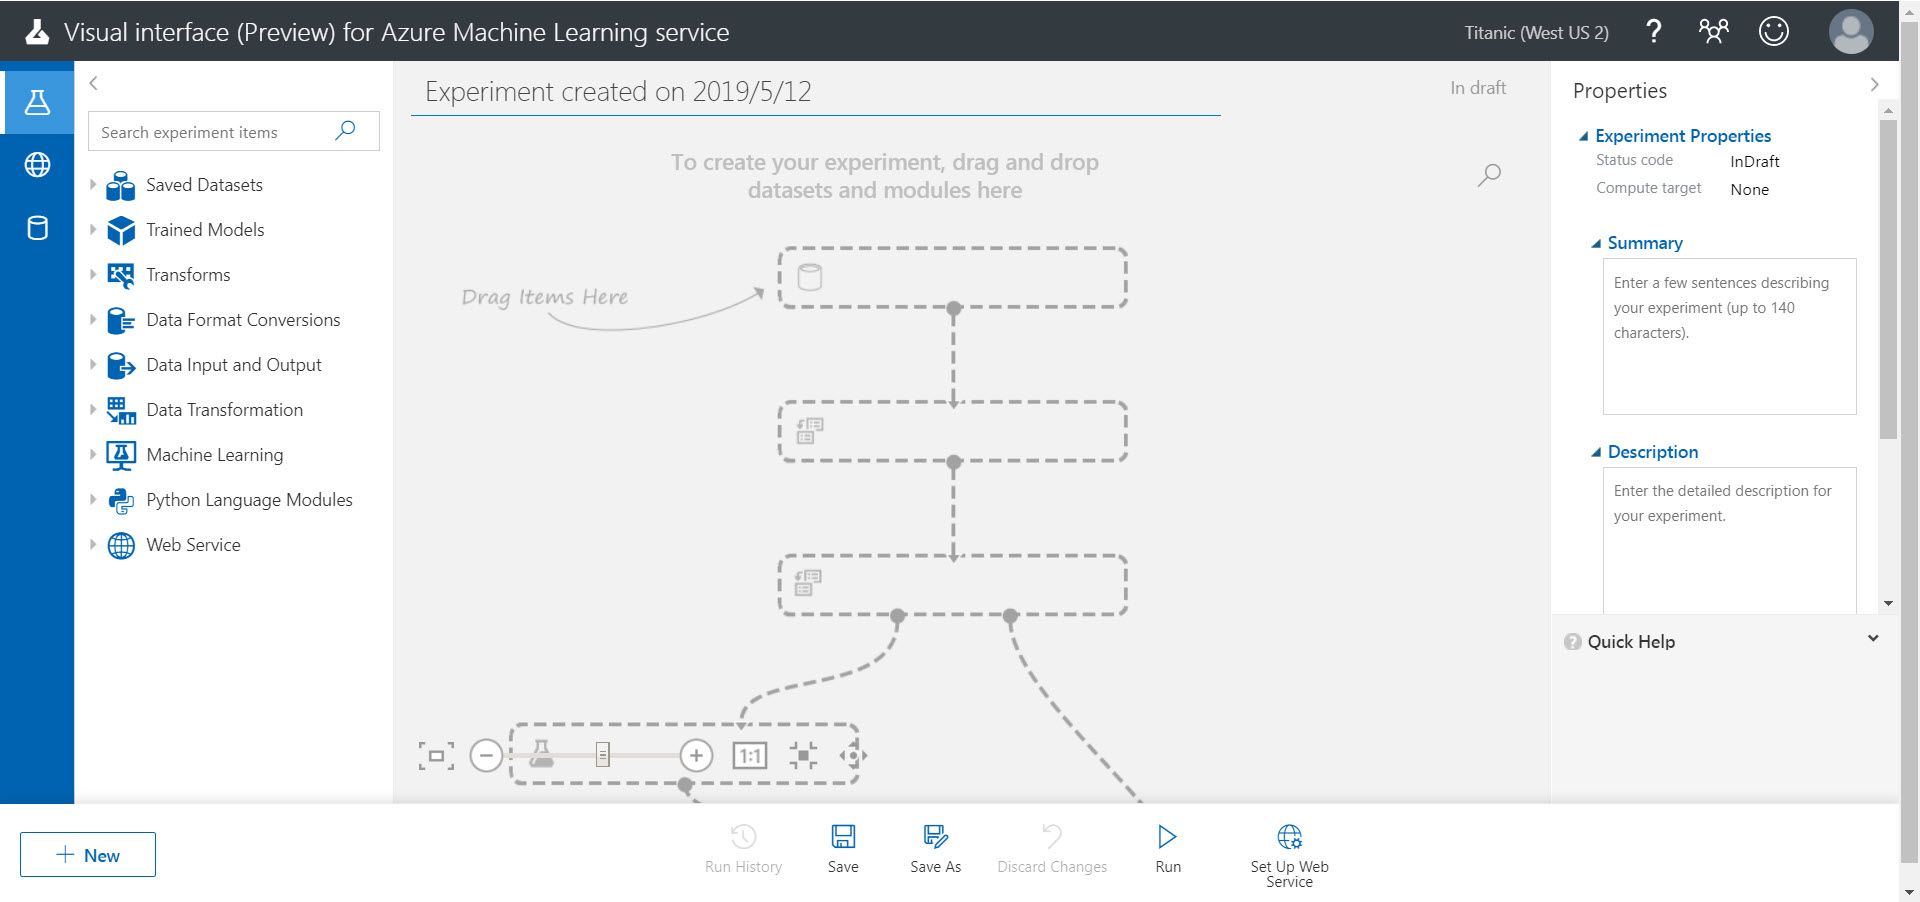 Visual interface (Preview) for Azure Machine Learning service
Titanic (West US 2)
?
Search experiment items
Saved Datasets
Trained Models
Transforms
Data Format Conversions
Data Input and Output
Data Transformation
Machine Learning
Python Language Modules
Web Service
Experiment created on 2019/5/12
In draft
To create your experiment, drag and drop
datasets and modules here
Drag Items Here
1:1
Properties
Experiment Properties
Status code InDraft
Compute target None
Summary
Enter a few sentences describing
your experiment (up to 140
characters).
Description
Enter the detailed description for
your experiment.
? Quick Help
+ New
Run History
Save
Save As
Discard Changes
Run
Set Up Web
Service